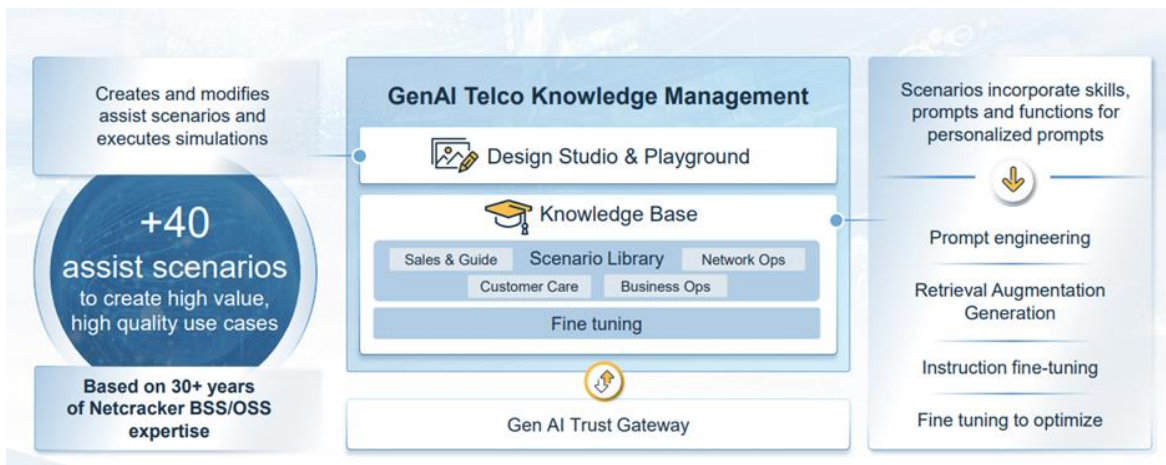 Creates and modifies
assist scenarios and
executes simulations
+40
assist scenarios
to create high value,
high quality use cases
Based on 30+ years
of Netcracker BSS/OSS
expertise
GenAI Telco Knowledge Management
Design Studio & Playground
Knowledge Base
Sales & Guide
Scenario Library
Network Ops
Customer Care
Business Ops
Fine tuning
Gen AI Trust Gateway
Scenarios incorporate skills,
prompts and functions for
personalized prompts
Prompt engineering
Retrieval Augmentation
Generation
Instruction fine-tuning
Fine tuning to optimize